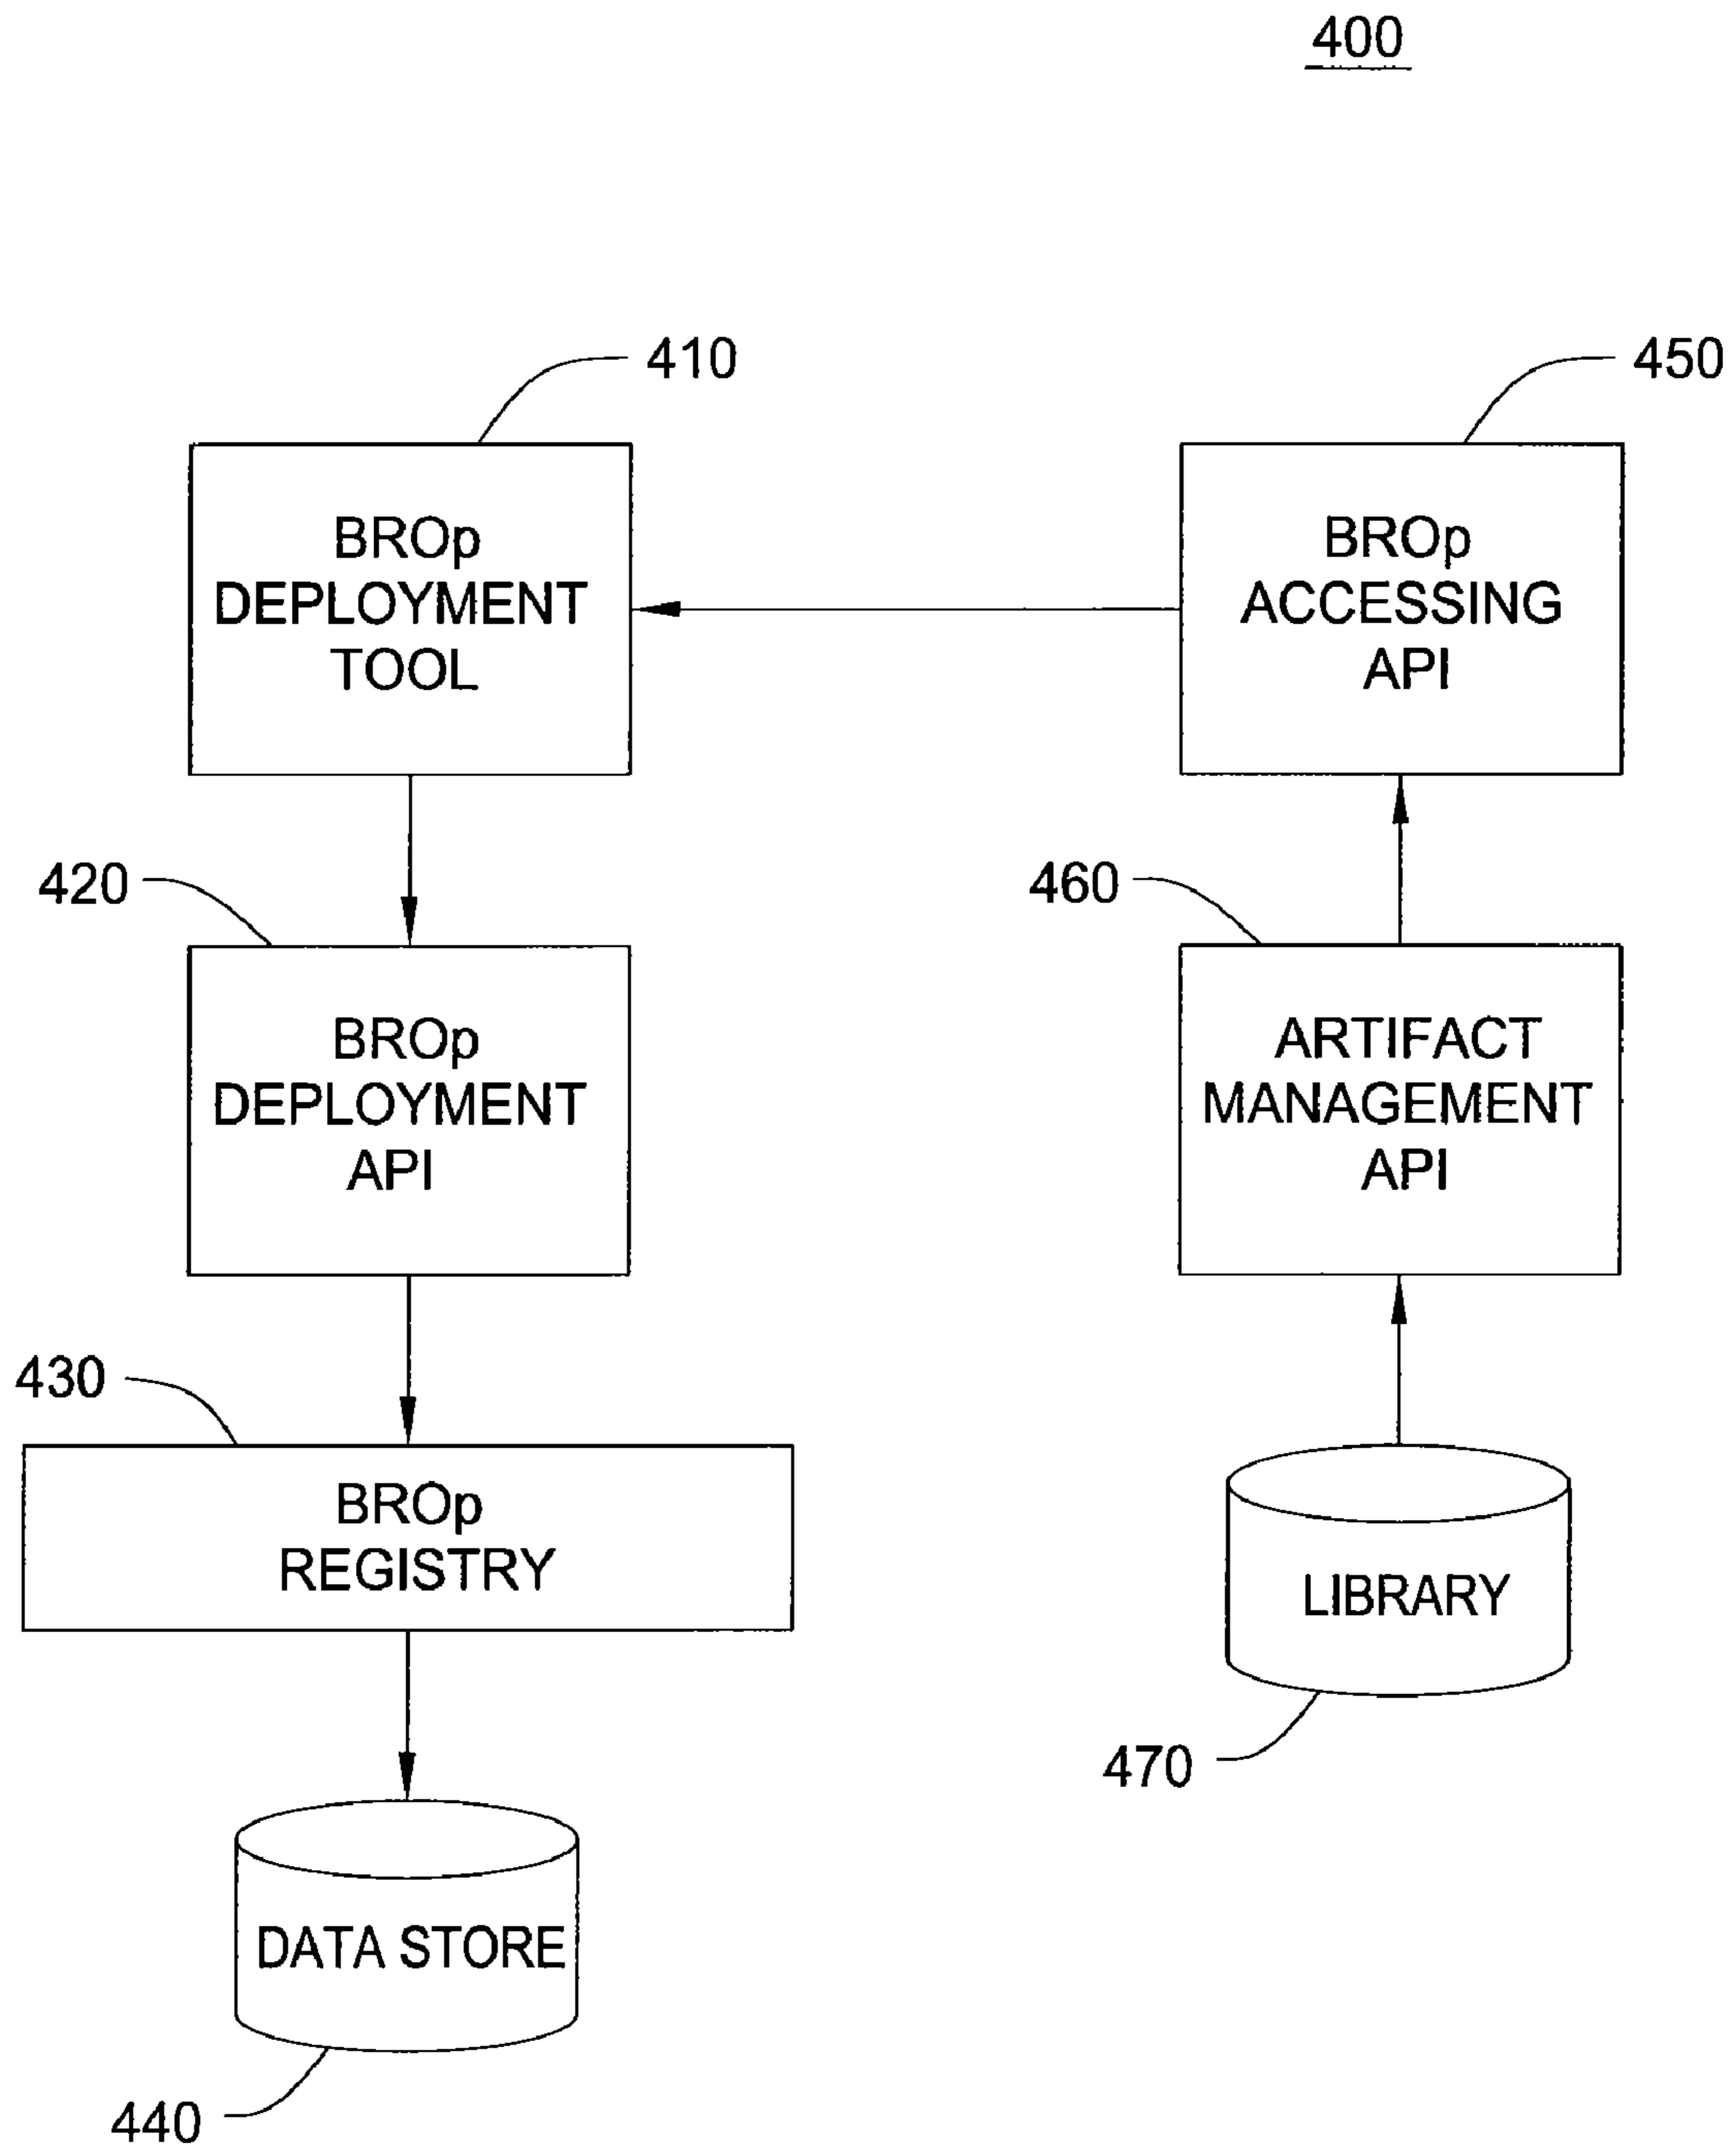 400
410
450
BROp
DEPLOYMENT
TOOL
BROp
ACCESSING
API
420
460
BROp
DEPLOYMENT
API
ARTIFACT
MANAGEMENT
API
430
BROp
REGISTRY
LIBRARY
470
DATA STORE
440